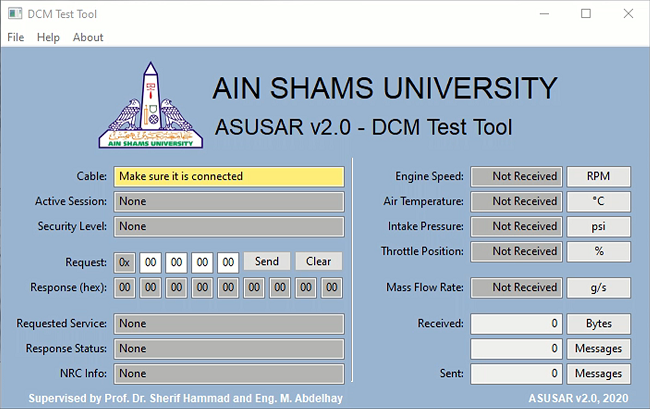 DCM Test Tool
File Help About
AIN SHAMS UNIVERSITY
ASUSAR v2.0 - DCM Test Tool
AIN SHAMS UNIVERSITY
Cable: Make sure it is connected
Active Session: None
Security Level: None
Request: 0x 00 00 00 00 Send Clear
Response (hex): 00 00 00 00 00 00 00 00 00
Requested Service: None
Response Status: None
NRC Info: None
Engine Speed: Not Received RPM
Air Temperature: Not Received °C
Intake Pressure: Not Received psi
Throttle Position: Not Received %
Mass Flow Rate: Not Received g/s
Received: 0 Bytes
0 Messages
Sent: 0 Messages
Supervised by Prof. Dr. Sherif Hammad and Eng. M. Abdelhay
ASUSAR v2.0, 2020